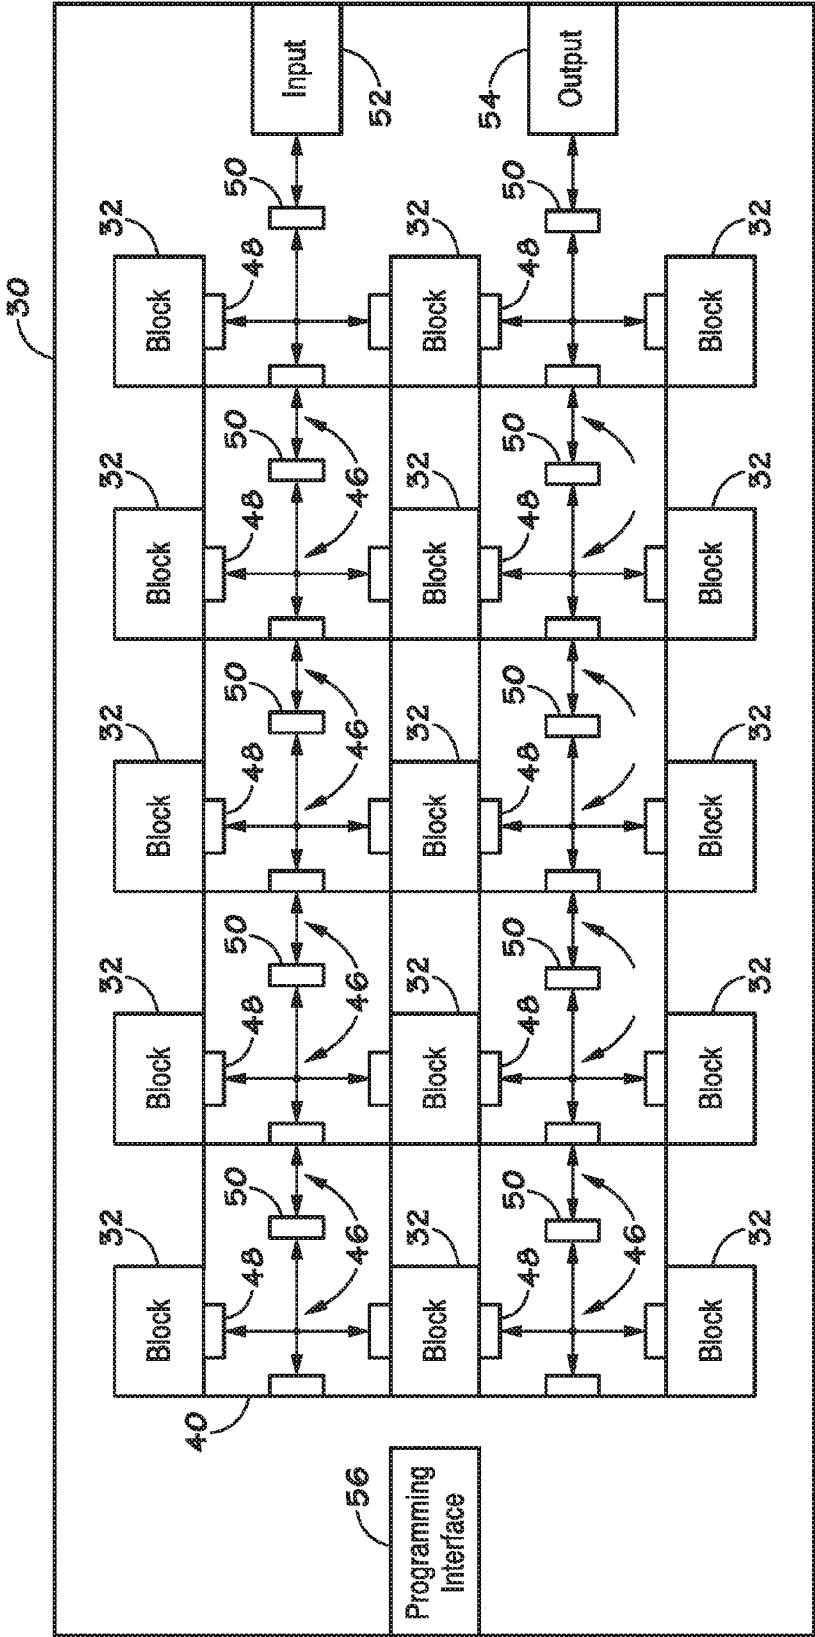 30
32 32 32 32 32
Block Block Block Block Block
40
50 50 50 50 50
48 48 48 48 48
Input
56 46 46 46 46 52
32 32 32 32 32
Programming
Interface
Block Block Block Block Block
54
50 50 50 50 50
48 48 48 48 48
Output
46
Block Block Block Block Block
32 32 32 32 32